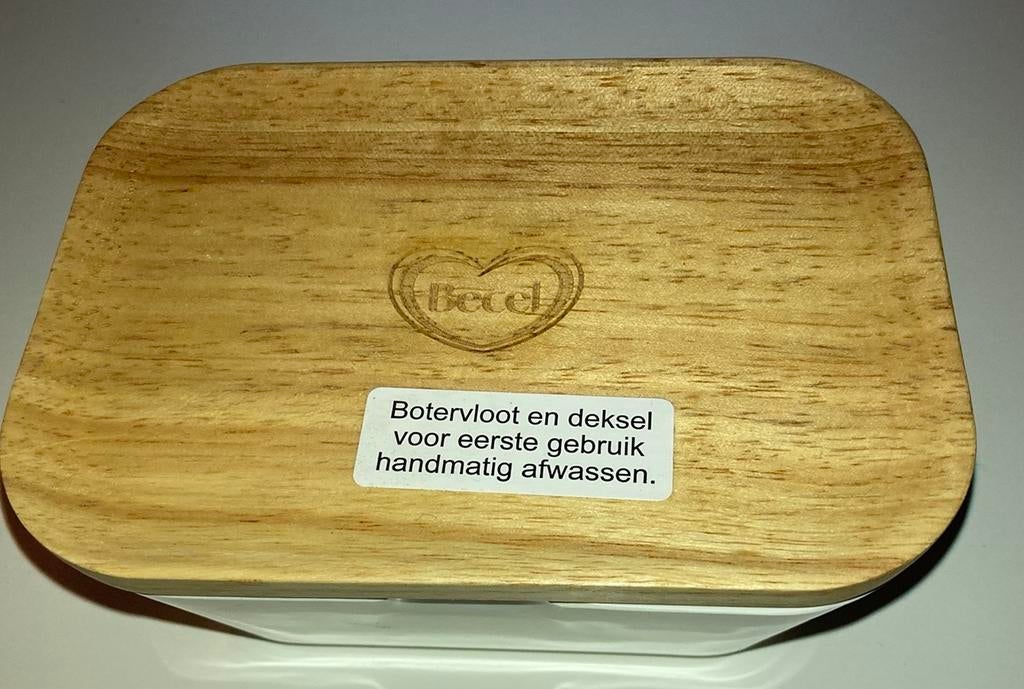 Becel
Botervloot en deksel
voor eerste gebruik
handmatig afwassen.